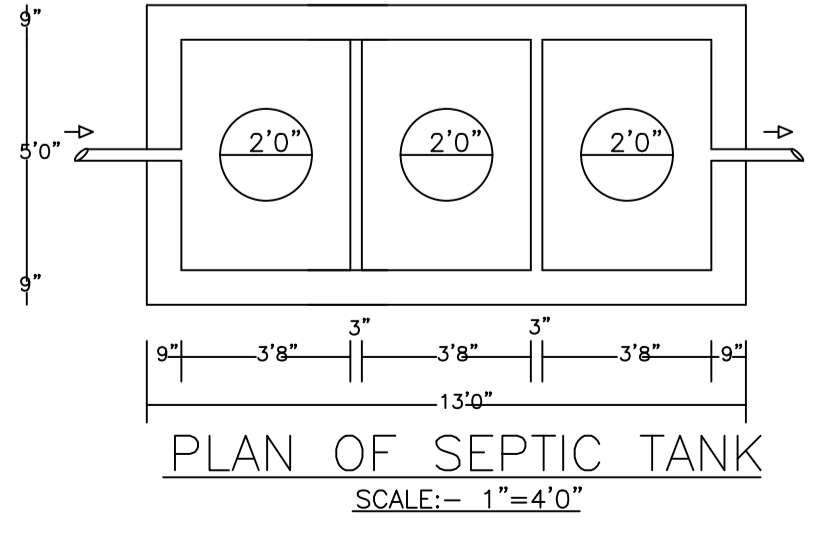 9"
2'0" 2'0" 2'0"
5'0"
9"
3" 3"
9" 3'8" 3'8" 3'8" 9"
13'0"
PLAN OF SEPTIC TANK
SCALE:- 1"=4'0"